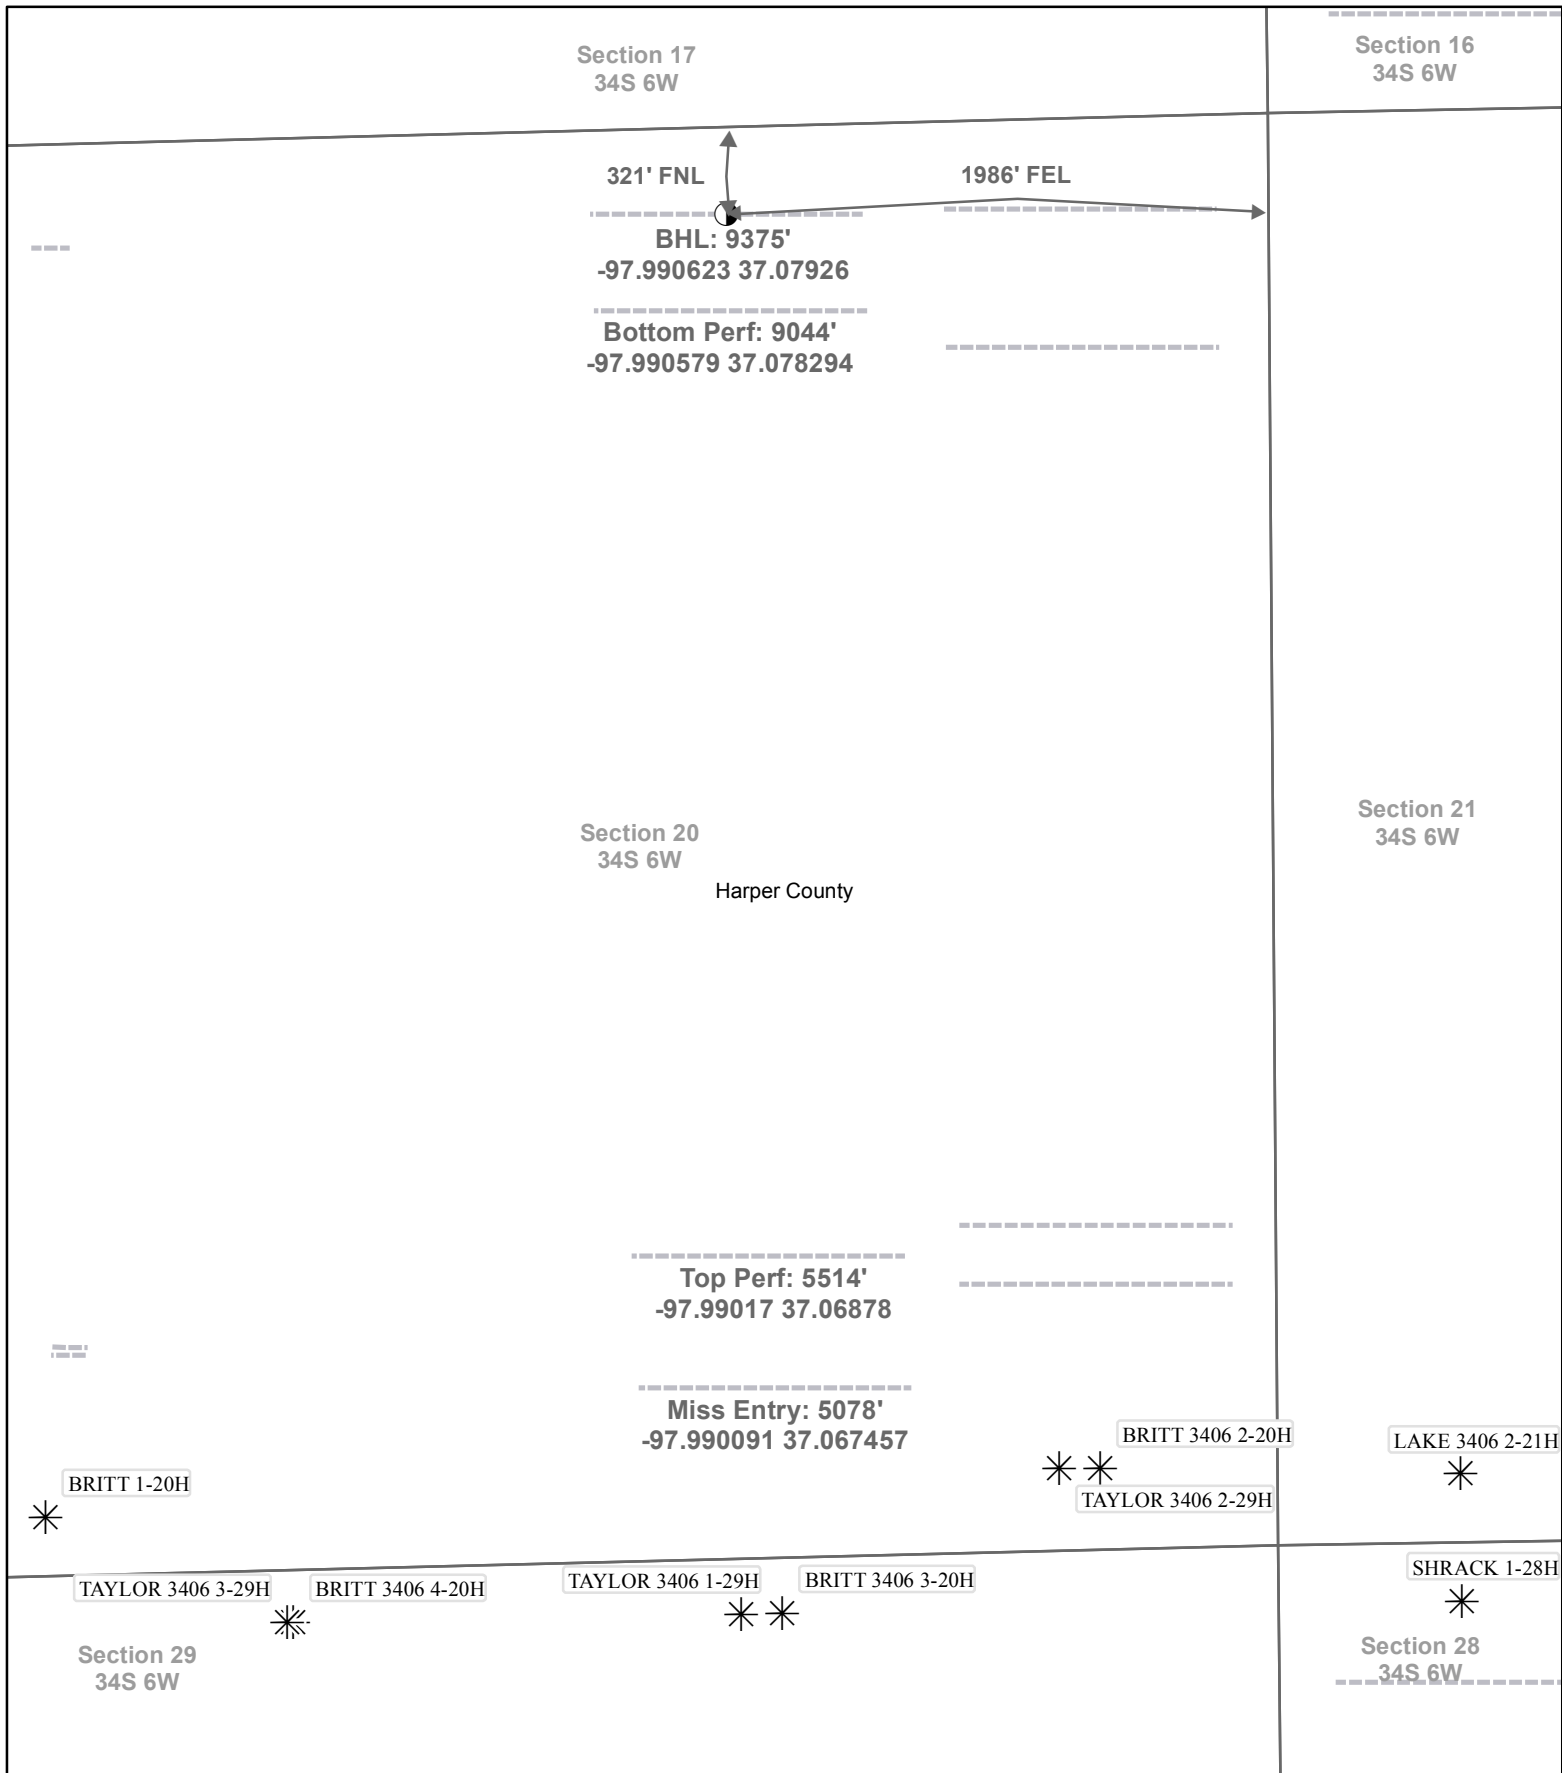 Section 17
34S 6W
Section 16
34S 6W
321' FNL
1986' FEL
BHL: 9375'
-97.990623 37.07926
Bottom Perf: 9044'
-97.990579 37.078294
Section 20
34S 6W
Section 21
34S 6W
Harper County
Top Perf: 5514'
-97.99017 37.06878
Miss Entry: 5078'
-97.990091 37.067457
BRITT 3406 2-20H
LAKE 3406 2-21H
BRITT 1-20H
TAYLOR 3406 2-29H
TAYLOR 3406 3-29H
BRITT 3406 4-20H
TAYLOR 3406 1-29H
BRITT 3406 3-20H
SHRACK 1-28H
Section 29
34S 6W
Section 28
34S 6W